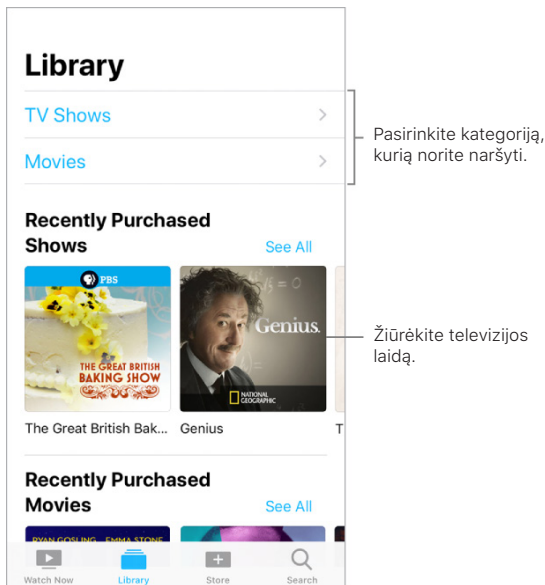 Library
TV Shows
Movies
Pasirinkite kategoriją,
kurią norite naršyti.
Recently Purchased
Shows
See All
PBS
THE GREAT BRITISH
BAKING SHOW
Genius.
NATIONAL
GEOGRAPHIC
Žiūrėkite televizijos
laidą.
The Great British Bak...
Genius
T
Recently Purchased
Movies
See All
RYAN GOSLING EMMA STONE
Watch Now
Library
Store
Search